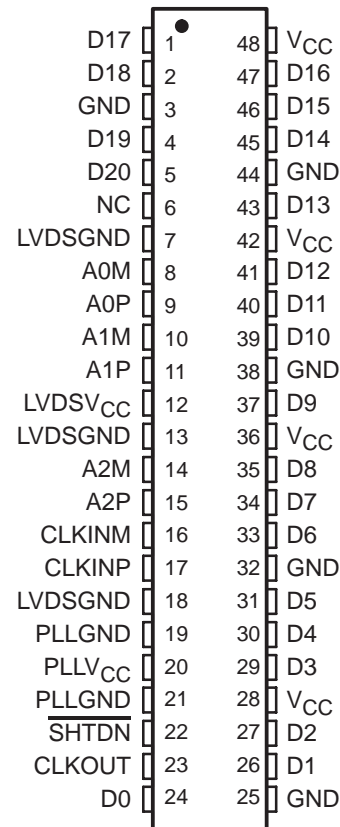 D17 1 48 VCC
D18 2 47 D16
GND 3 46 D15
D19 4 45 D14
D20 5 44 GND
NC 6 43 D13
LVDSGND 7 42 VCC
A0M 8 41 D12
A0P 9 40 D11
A1M 10 39 D10
A1P 11 38 GND
LVDSVCC 12 37 D9
LVDSGND 13 36 VCC
A2M 14 35 D8
A2P 15 34 D7
CLKINM 16 33 D6
CLKINP 17 32 GND
LVDSGND 18 31 D5
PLLGND 19 30 D4
PLLVCC 20 29 D3
PLLGND 21 28 VCC
SHTDN 22 27 D2
CLKOUT 23 26 D1
D0 24 25 GND